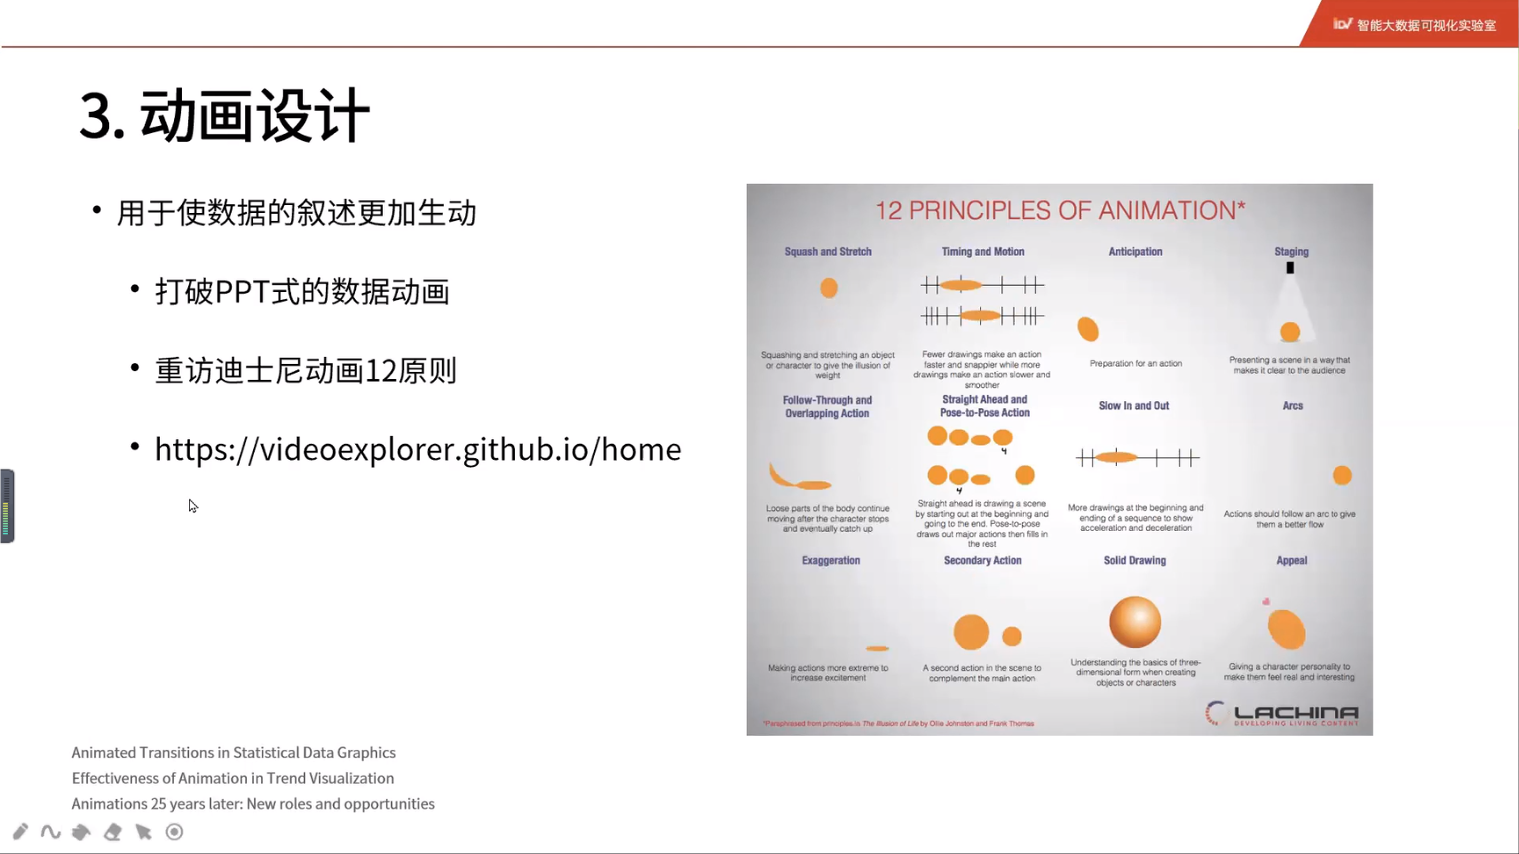 iDV 智能大数据可视化实验室
3. 动画设计
• 用于使数据的叙述更加生动
• 打破PPT式的数据动画
• 重访迪士尼动画12原则
• https://videoexplorer.github.io/home
12 PRINCIPLES OF ANIMATION*
Squash and Stretch
Squashing and stretching an object
or character to give the illusion of
weight
Timing and Motion
Fewer drawings make an action
faster and snappier while more
drawings make an action slower and
smoother
Anticipation
Preparation for an action
Staging
Presenting a scene in a way that
makes it clear to the audience
Follow-Through and
Overlapping Action
Loose parts of the body continue
moving after the character stops
and eventually catch up
Straight Ahead and
Pose-to-Pose Action
4
4
Straight ahead is drawing a scene
by starting out at the beginning and
going to the end. Pose-to-pose
draws out major actions then fills in
the rest
Slow In and Out
More drawings at the beginning and
ending of a sequence to show
acceleration and deceleration
Arcs
Actions should follow an arc to give
them a better flow
Exaggeration
Making actions more extreme to
increase excitement
Secondary Action
A second action in the scene to
complement the main action
Solid Drawing
Understanding the basics of three-
dimensional form when creating
objects or characters
Appeal
Giving a character personality to
make them feel real and interesting
*Paraphrased from principles in The Illusion of Life by Ollie Johnston and Frank Thomas
LACHINA
DEVELOPING LIVING CONTENT
Animated Transitions in Statistical Data Graphics
Effectiveness of Animation in Trend Visualization
Animations 25 years later: New roles and opportunities